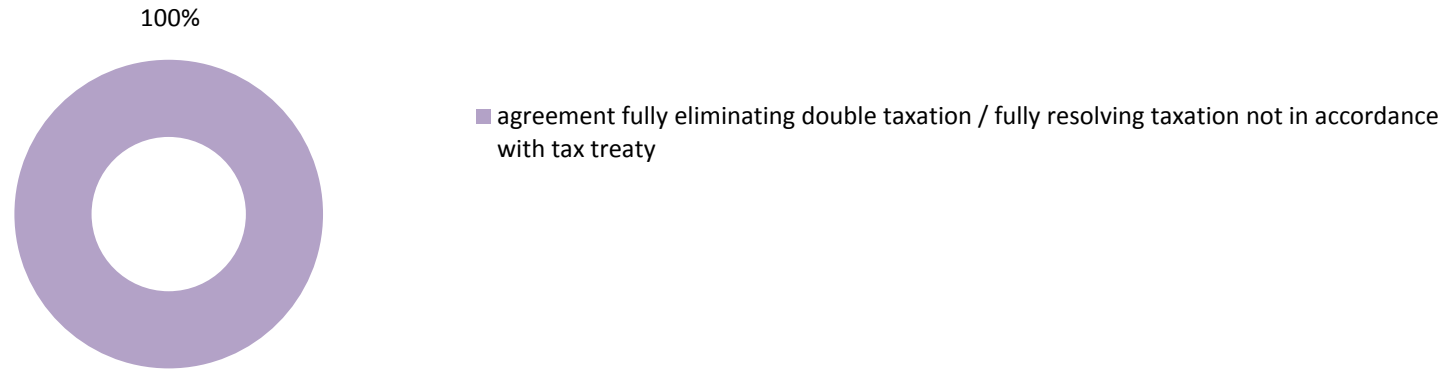 100%
agreement fully eliminating double taxation / fully resolving taxation not in accordance
with tax treaty